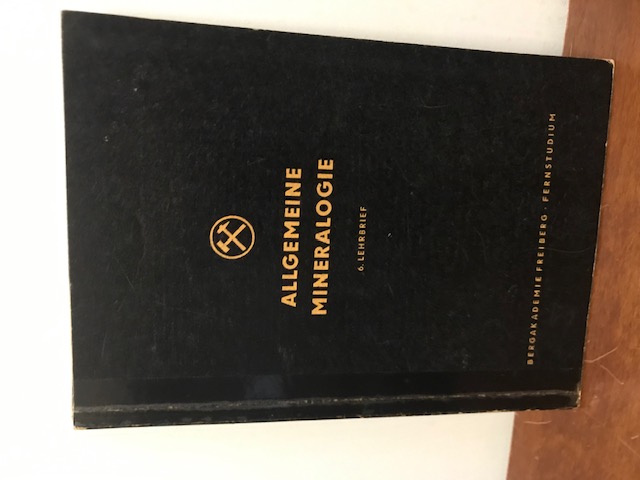 ALLGEMEINE
MINERALOGIE
6. LEHRBRIEF
BERGAKADEMIE FREIBERG · FERNSTUDIUM